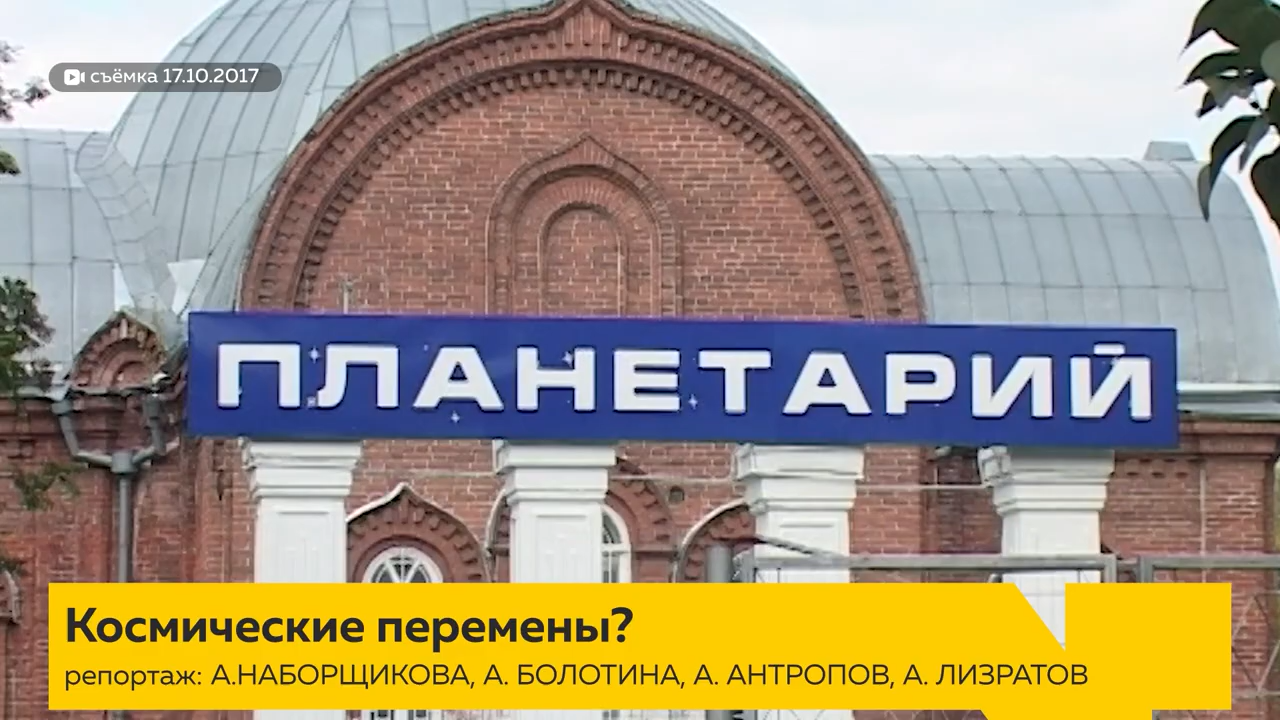 съёмка 17.10.2017
ПЛАНЕТАРИЙ
Космические перемены?
репортаж: А.НАБОРЩИКОВА, А. БОЛОТИНА, А. АНТРОПОВ, А. ЛИЗРАТОВ